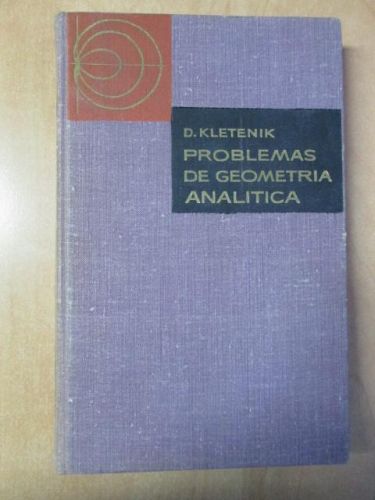 D. KLETENIK
PROBLEMAS
DE GEOMETRIA
ANALITICA